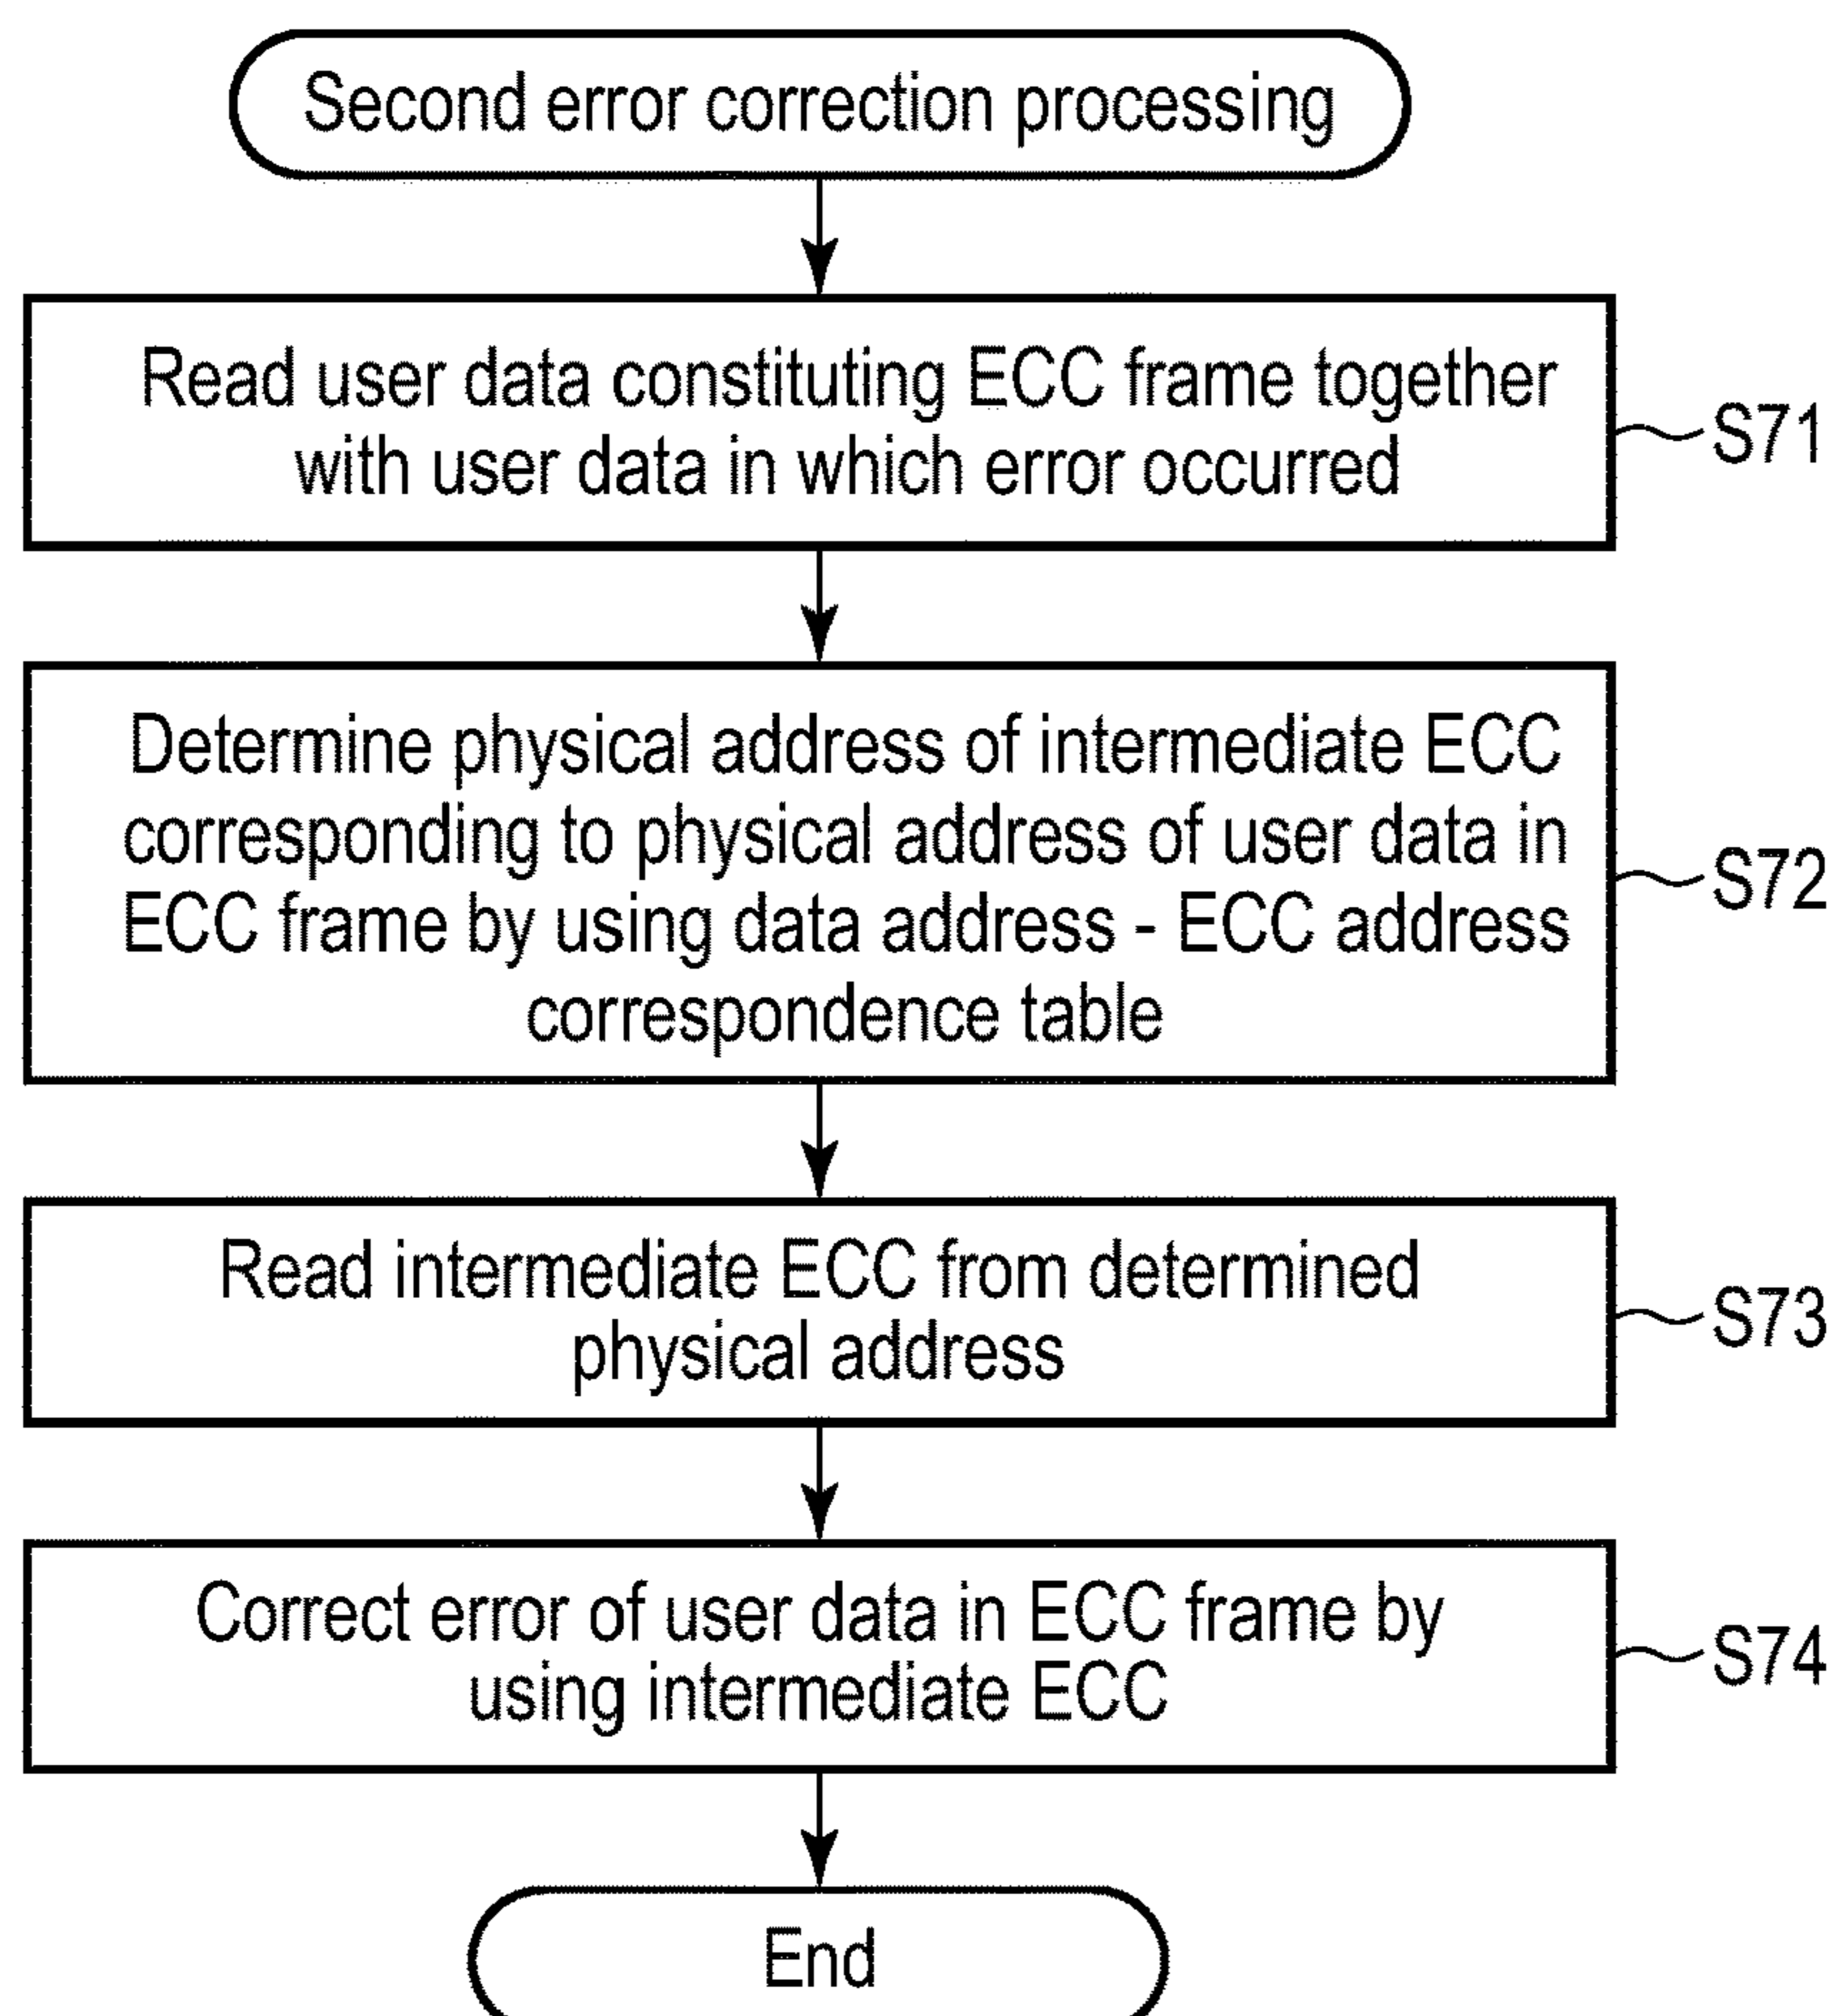 Second error correction processing
Read user data constituting ECC frame together
with user data in which error occurred
S71
Determine physical address of intermediate ECC
corresponding to physical address of user data in
ECC frame by using data address - ECC address
correspondence table
S72
Read intermediate ECC from determined
physical address
S73
Correct error of user data in ECC frame by
using intermediate ECC
S74
End